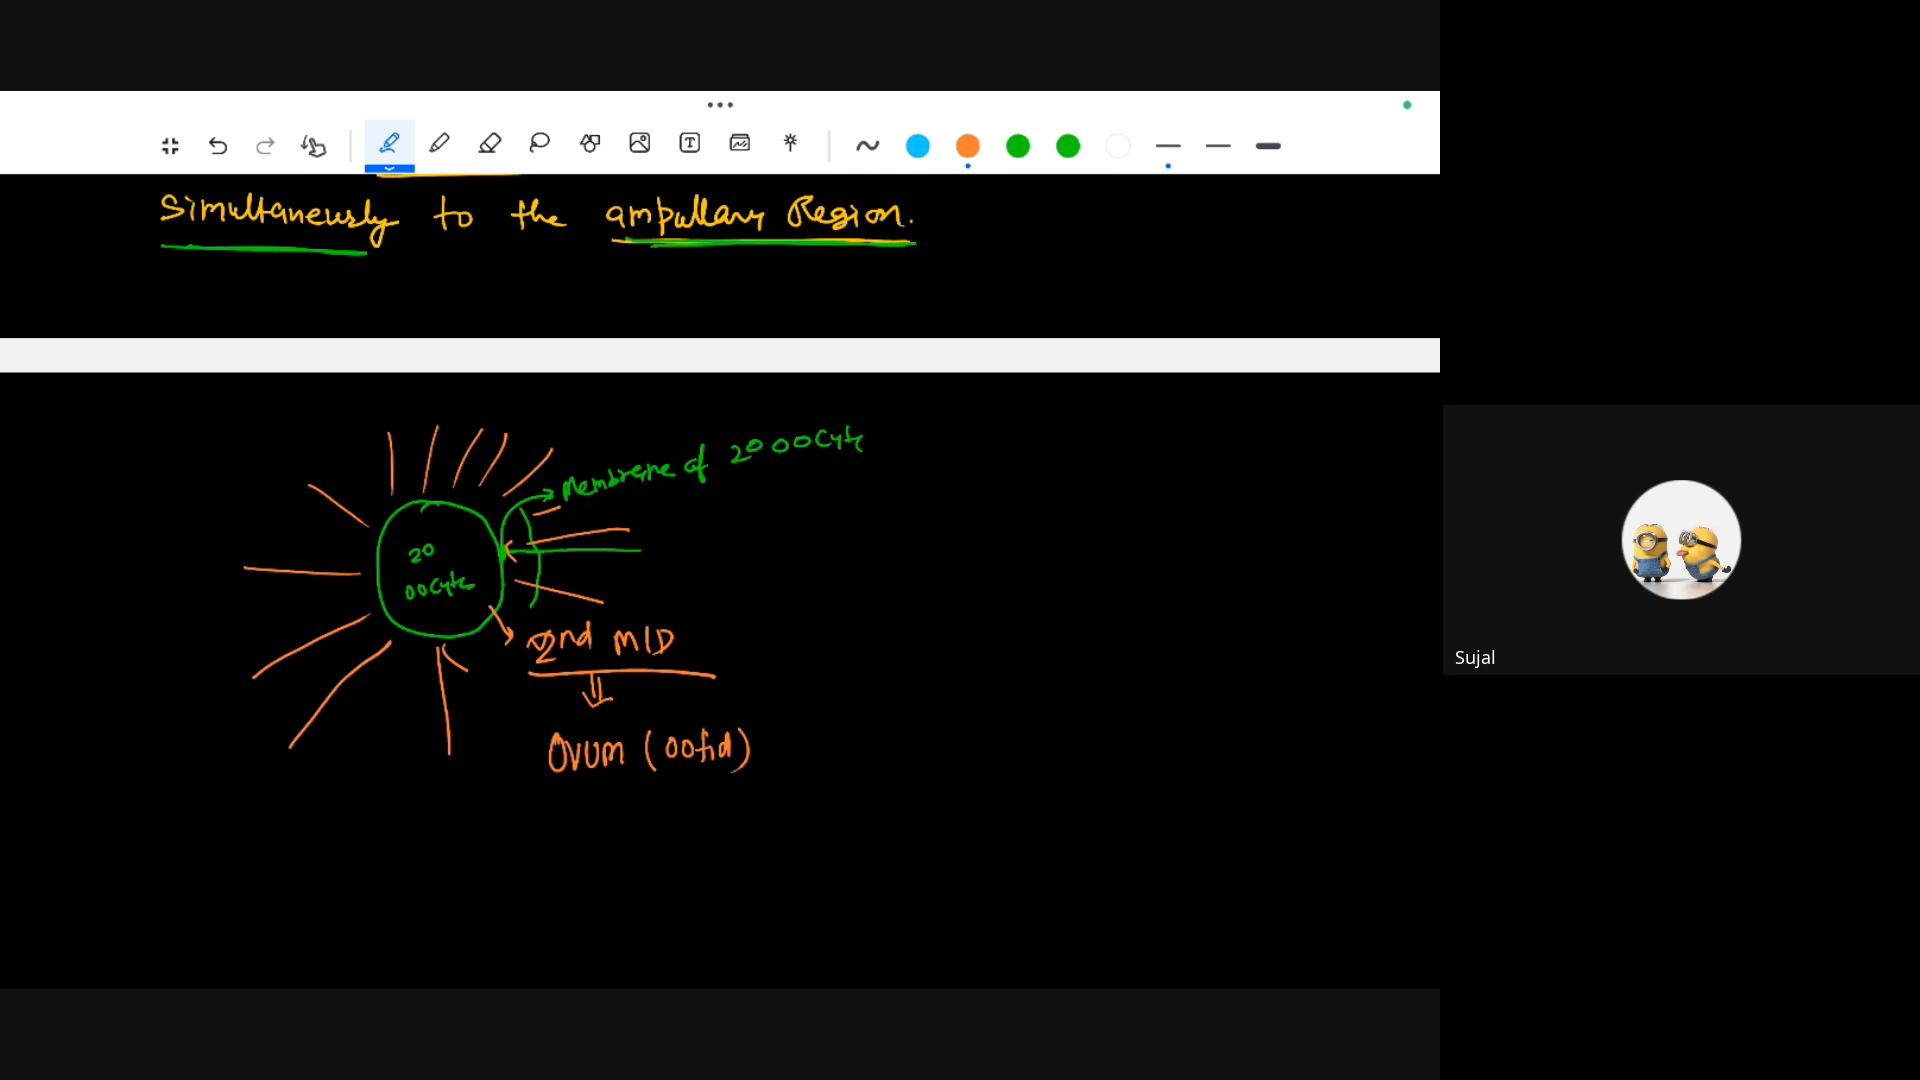 Simultaneously to the ampullary Region.
Membrane of 2° oocyte
2°
oocyte
2nd MID
Ovum (ootid)
Sujal